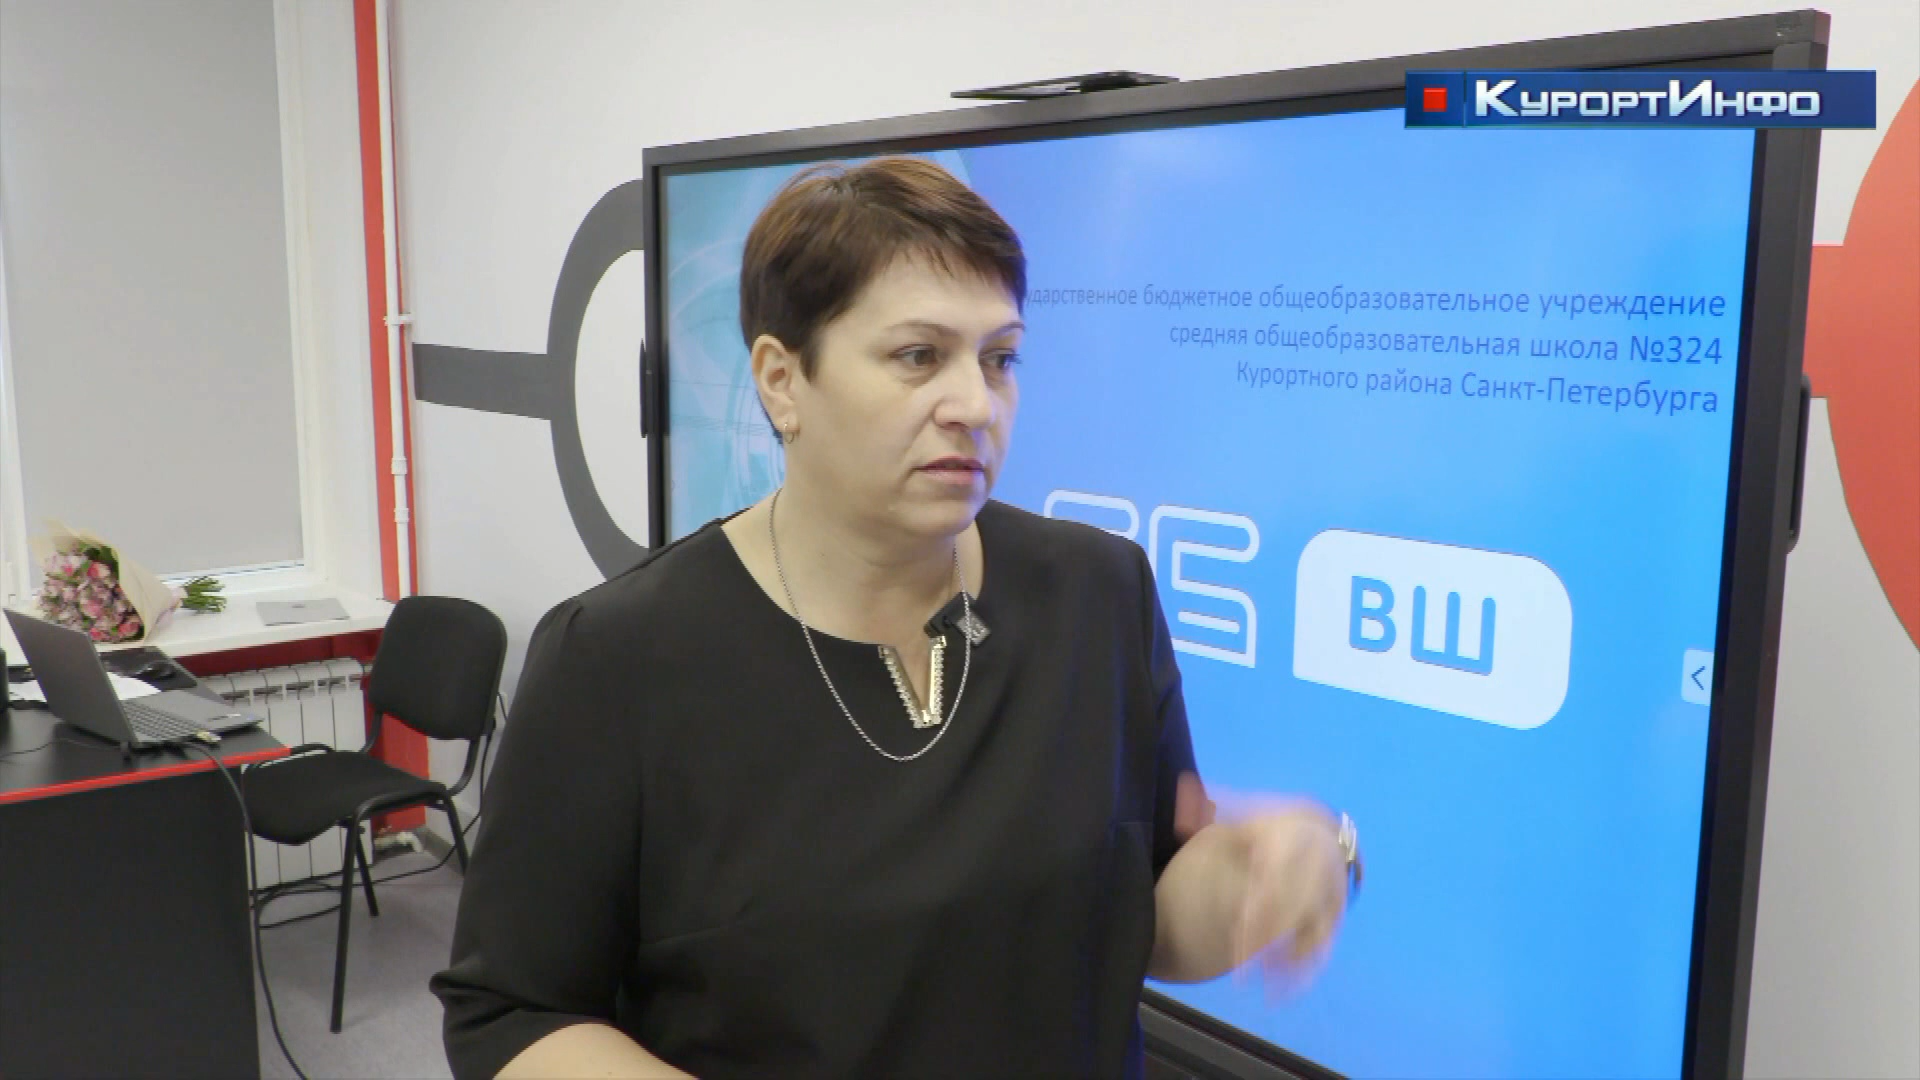 КурортИнфо
ударственное бюджетное общеобразовательное учреждение
средняя общеобразовательная школа №324
Курортного района Санкт-Петербурга
ВШ